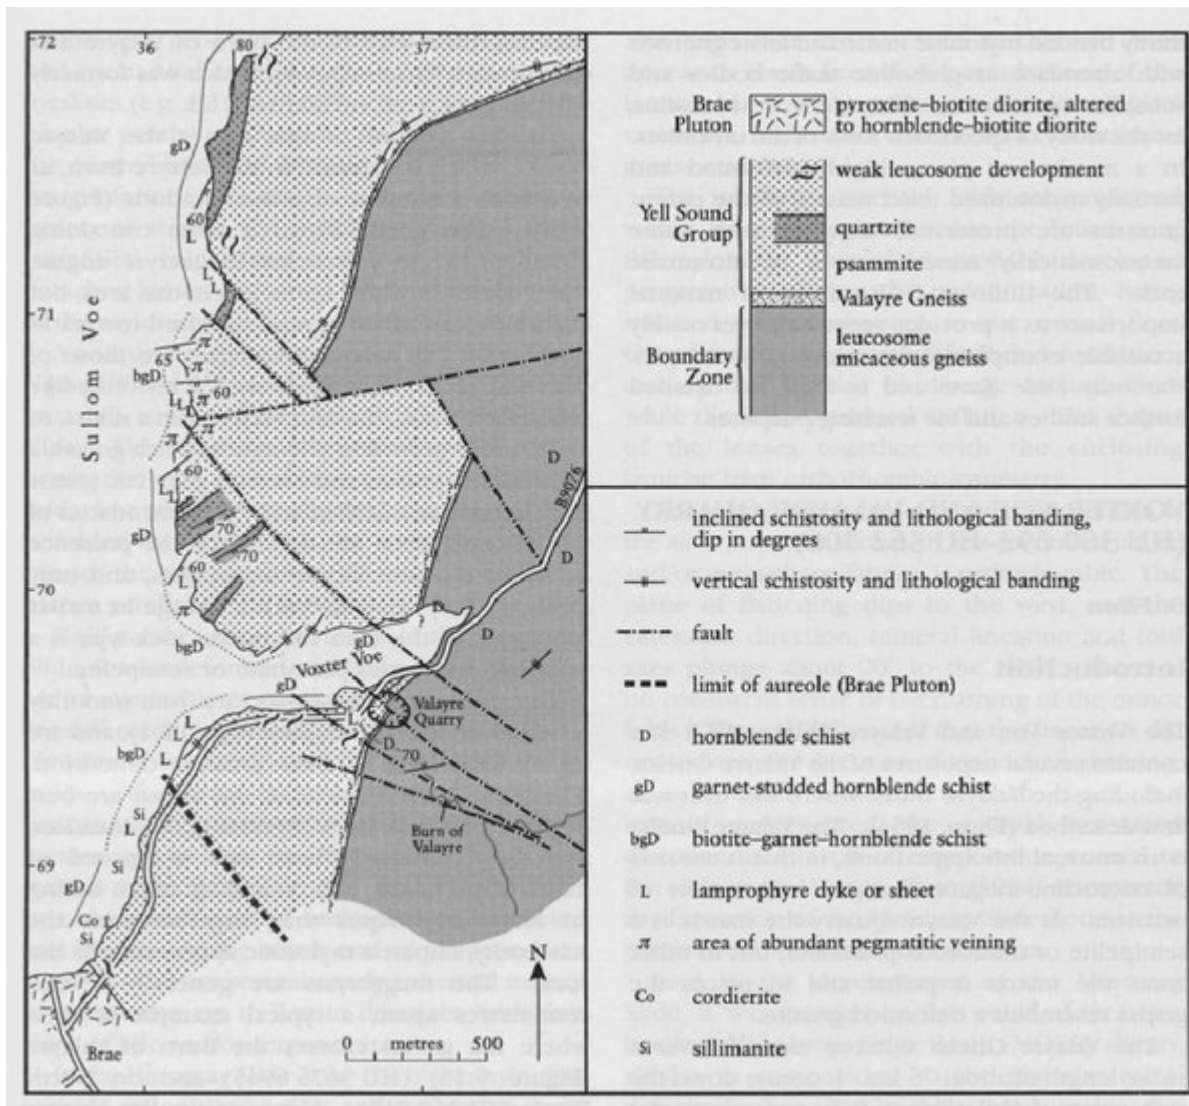 72
36
80
37
gD
60
L
L
L
71
Sullom Voe
65
π
bgD
π
π
60
L L
D
π
π
60
L
L
gD
70
70
60
L
π
bgD
70
?
D
D
D
D
D
B9076
gD
Voxter Voe
gD
L
Valayre
Quarry
D
70
L
L
bgD
L
Si
L
Si
Burn of
Valayre
69
gD
Co
L
Si
N
0 metres 500
Brae
Brae
Pluton
pyroxene–biotite diorite, altered
to hornblende–biotite diorite
weak leucosome development
Yell Sound
Group
quartzite
psammite
Valayre Gneiss
Boundary
Zone
leucosome
micaceous gneiss
inclined schistosity and lithological banding,
dip in degrees
vertical schistosity and lithological banding
fault
limit of aureole (Brae Pluton)
D hornblende schist
gD garnet-studded hornblende schist
bgD biotite–garnet–hornblende schist
L lamprophyre dyke or sheet
π area of abundant pegmatitic veining
Co cordierite
Si sillimanite